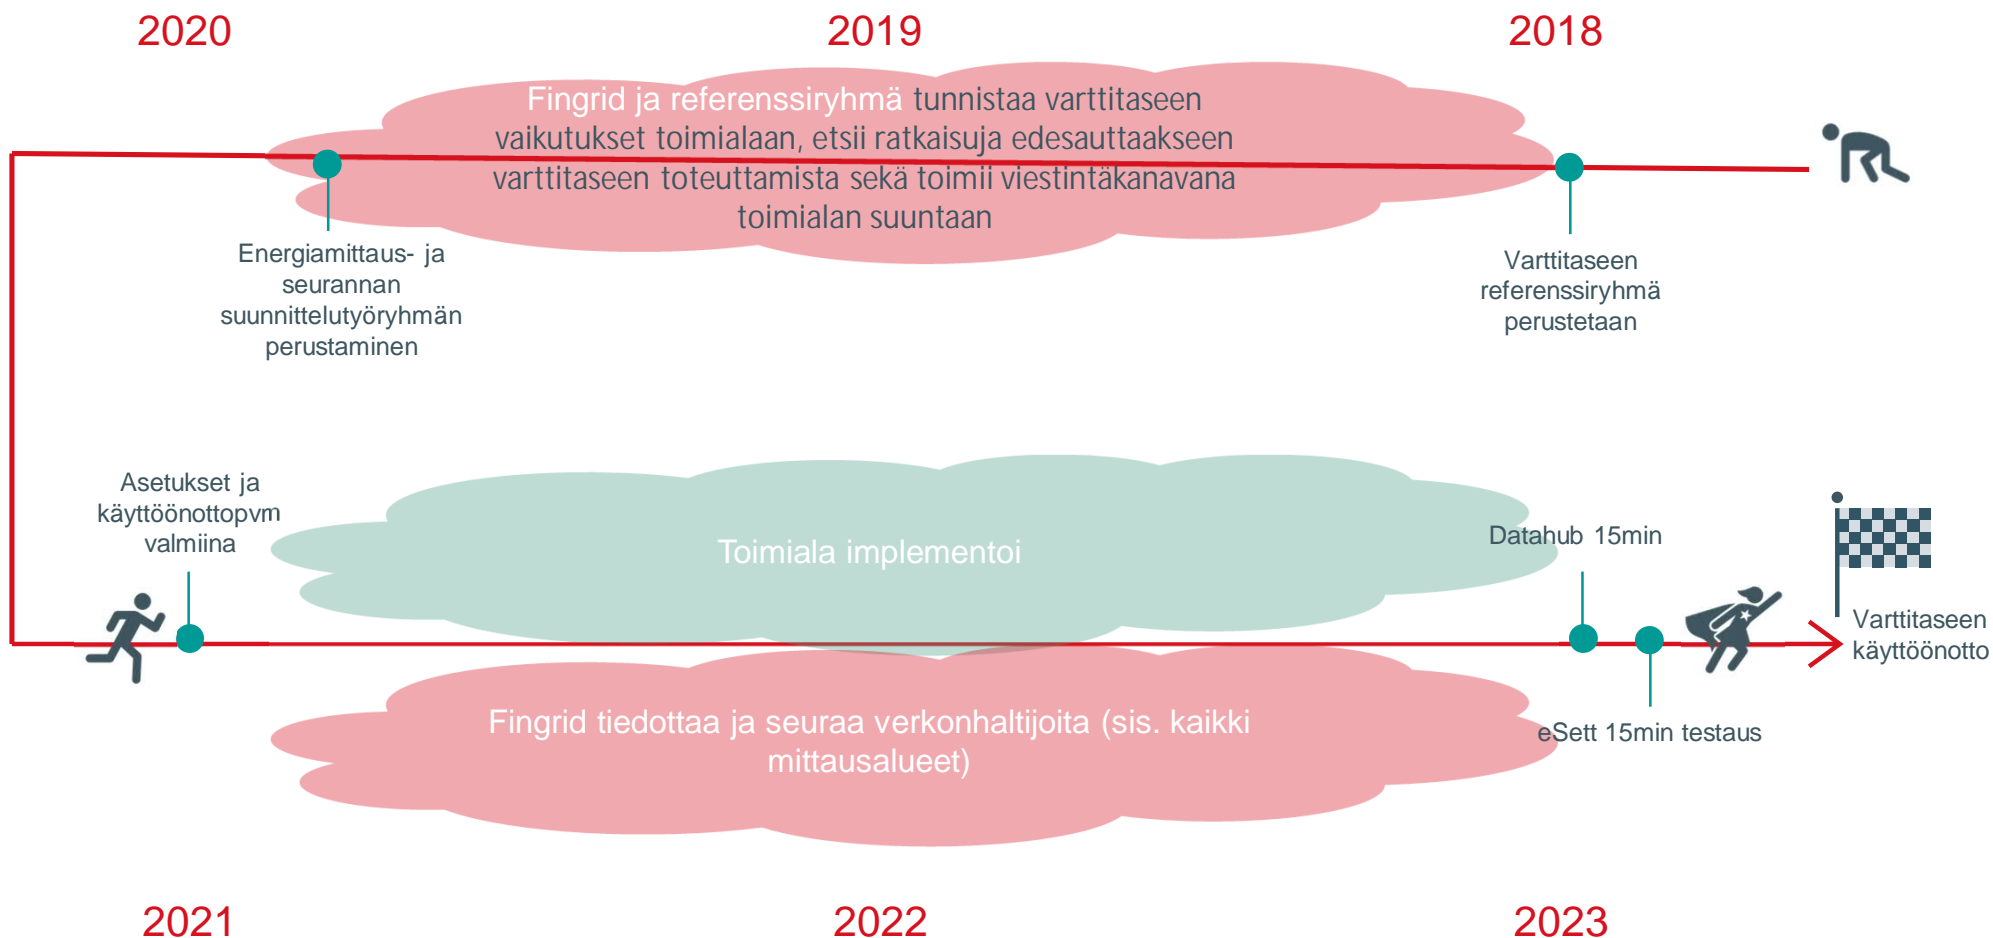 2020
2019
2018
Fingrid ja referenssiryhmä tunnistaa varttitaseen
vaikutukset toimialaan, etsii ratkaisuja edesauttaakseen
varttitaseen toteuttamista sekä toimii viestintäkanavana
toimialan suuntaan
Energiamittaus- ja
seurannan
suunnittelutyöryhmän
perustaminen
Varttitaseen
referenssiryhmä
perustetaan
Asetukset ja
käyttöönottopvm
valmiina
Toimiala implementoi
Datahub 15min
Varttitaseen
käyttöönotto
Fingrid tiedottaa ja seuraa verkonhaltijoita (sis. kaikki
mittausalueet)
eSett 15min testaus
2021
2022
2023